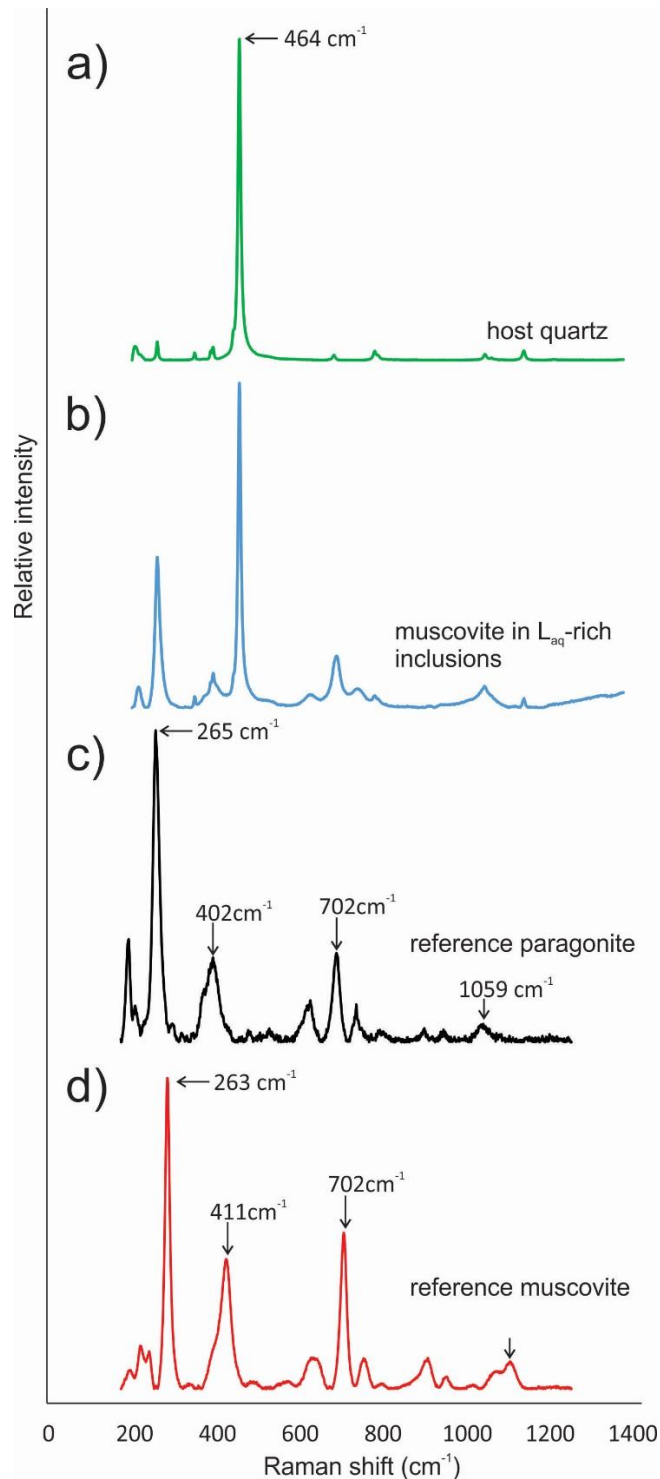 a)
464 cm⁻¹
host quartz
b)
muscovite in Laq-rich
inclusions
c)
265 cm⁻¹
402cm⁻¹
702cm⁻¹
reference paragonite
1059 cm⁻¹
d)
263 cm⁻¹
411cm⁻¹
702cm⁻¹
reference muscovite
Relative intensity
0 200 400 600 800 1000 1200 1400
Raman shift (cm⁻¹)